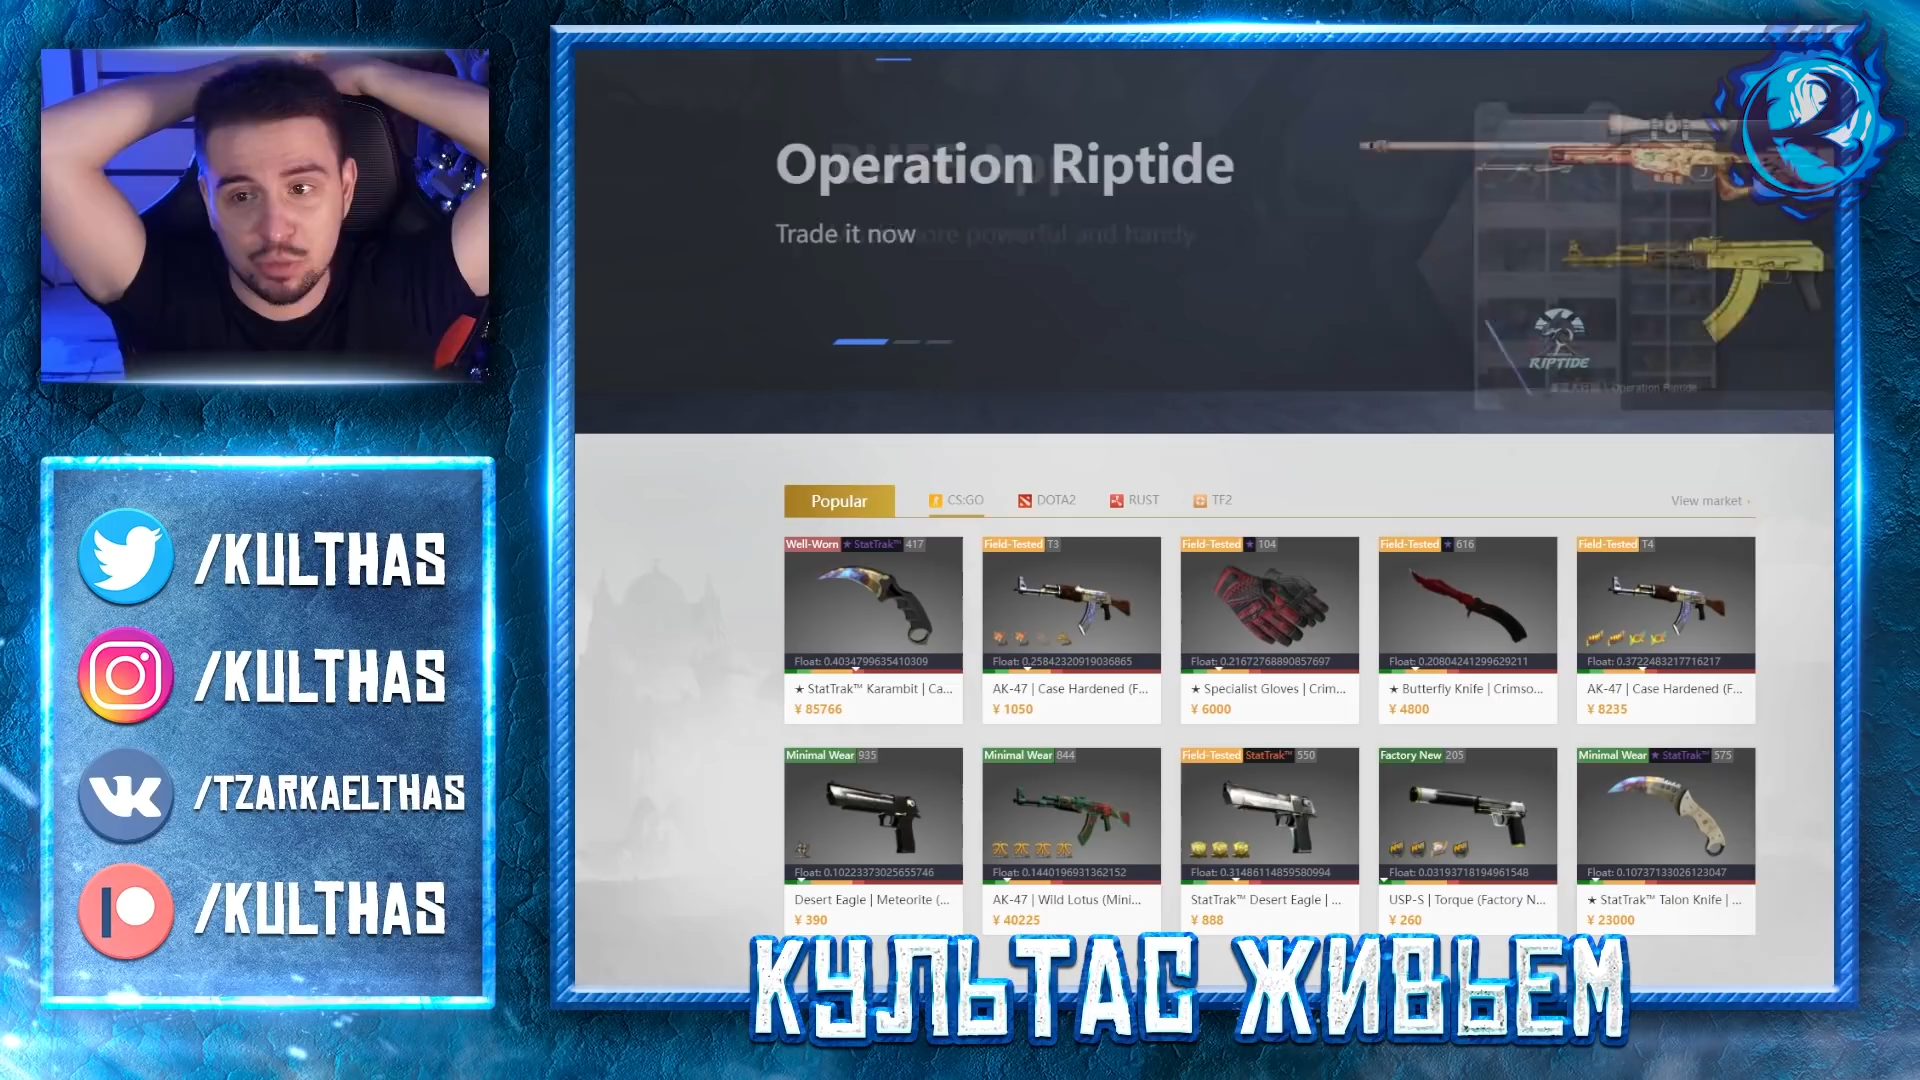 /KULTHAS
/KULTHAS
/TZARKAELTHAS
/KULTHAS
Operation Riptide
Trade it now
more powerful and handy
RIPTIDE
Operation Riptide
Popular
CS:GO
DOTA2
RUST
TF2
View market ›
Well-Worn ★ StatTrak™ 417
Float: 0.4034799635410309
★ StatTrak™ Karambit | Ca...
¥ 85766
Field-Tested T3
Float: 0.25842320919036865
AK-47 | Case Hardened (F...
¥ 1050
Field-Tested ★ 104
Float: 0.21672768890857697
★ Specialist Gloves | Crim...
¥ 6000
Field-Tested ★ 616
Float: 0.20804241299629211
★ Butterfly Knife | Crimso...
¥ 4800
Field-Tested T4
Float: 0.3722483217716217
AK-47 | Case Hardened (F...
¥ 8235
Minimal Wear 935
Float: 0.10223373025655746
Desert Eagle | Meteorite (...
¥ 390
Minimal Wear 844
Float: 0.1440196931362152
AK-47 | Wild Lotus (Mini...
¥ 40225
Field-Tested StatTrak™ 550
Float: 0.31486114859580994
StatTrak™ Desert Eagle | ...
¥ 888
Factory New 205
Float: 0.03193718194961548
USP-S | Torque (Factory N...
¥ 260
Minimal Wear ★ StatTrak™ 575
Float: 0.10737133026123047
★ StatTrak™ Talon Knife | ...
¥ 23000
КУЛЬТАС ЖИВЬЕМ